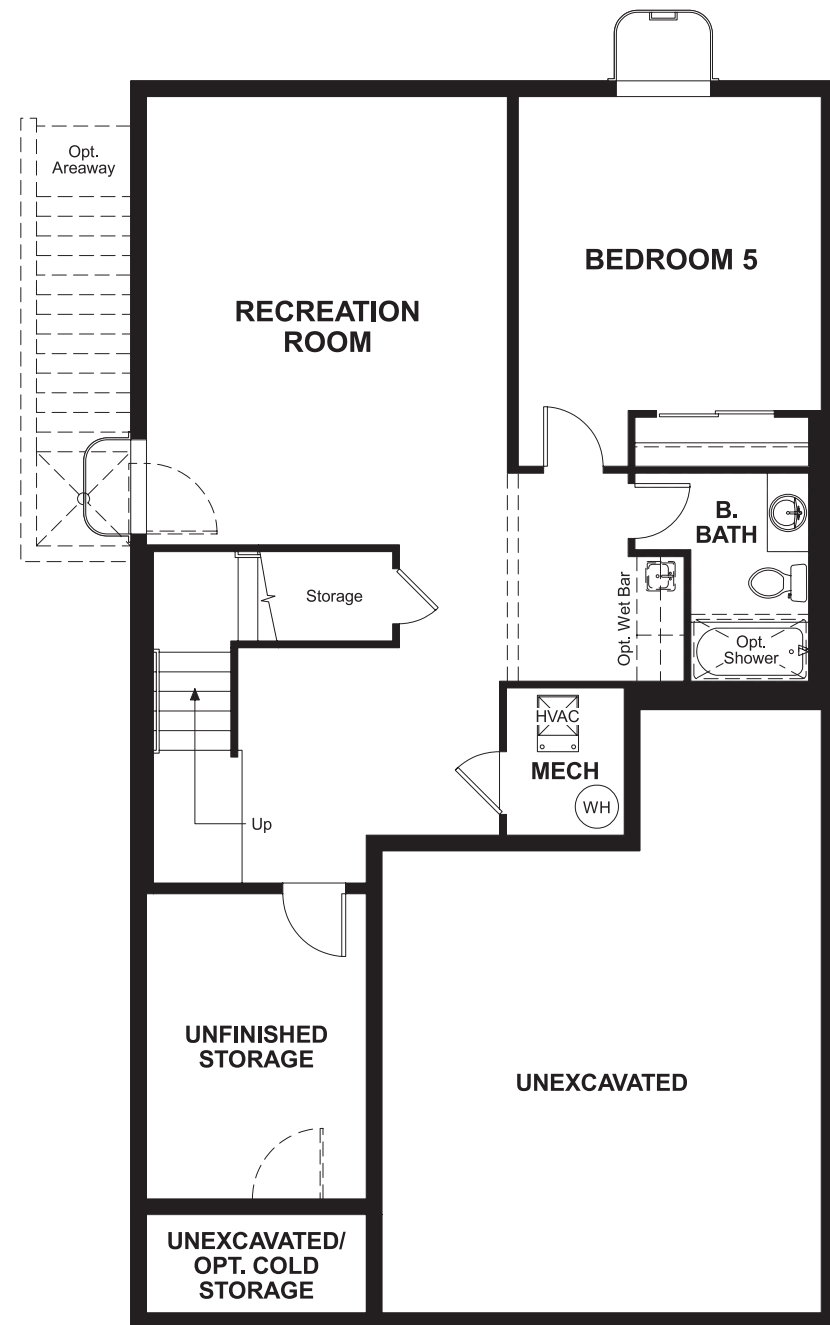 Opt.
Areaway
BEDROOM 5
RECREATION
ROOM
B.
BATH
Storage
Opt. Wet Bar
Opt.
Shower
HVAC
MECH
WH
Up
UNFINISHED
STORAGE
UNEXCAVATED
UNEXCAVATED/
OPT. COLD
STORAGE